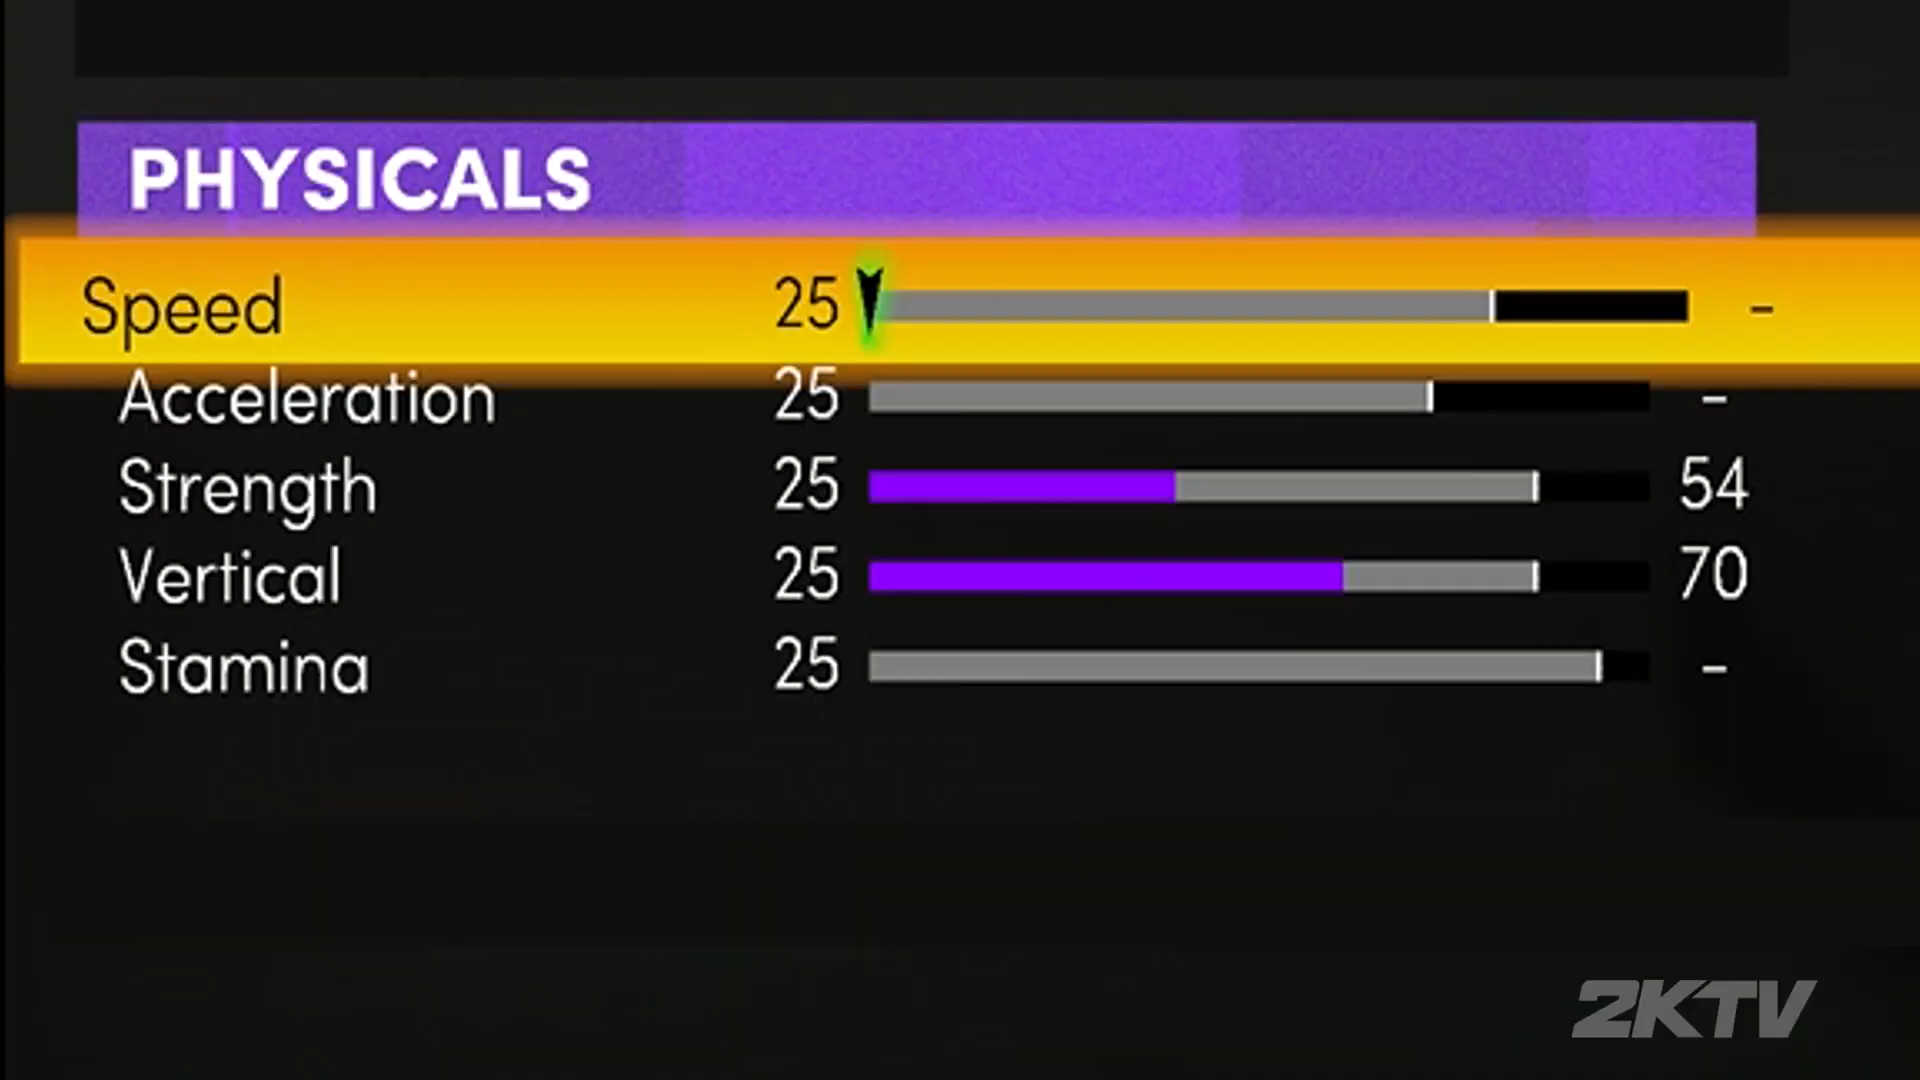 PHYSICALS
Speed 25 -
Acceleration 25 -
Strength 25 54
Vertical 25 70
Stamina 25 -
2KTV